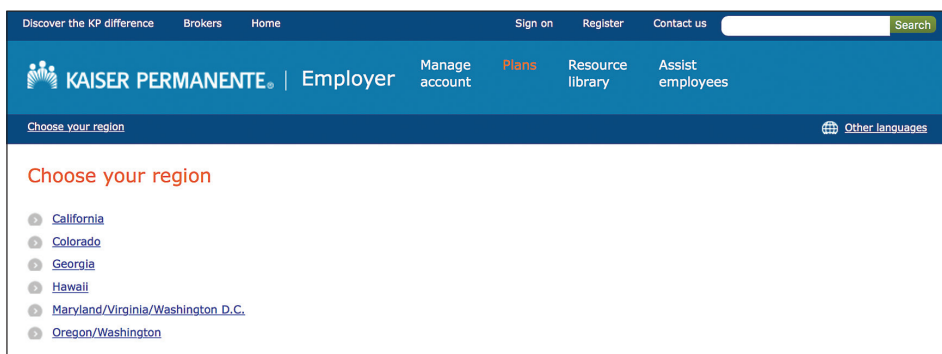 Discover the KP difference Brokers Home Sign on Register Contact us Search
KAISER PERMANENTE® | Employer
Manage account
Plans
Resource library
Assist employees
Choose your region Other languages
Choose your region
California
Colorado
Georgia
Hawaii
Maryland/Virginia/Washington D.C.
Oregon/Washington